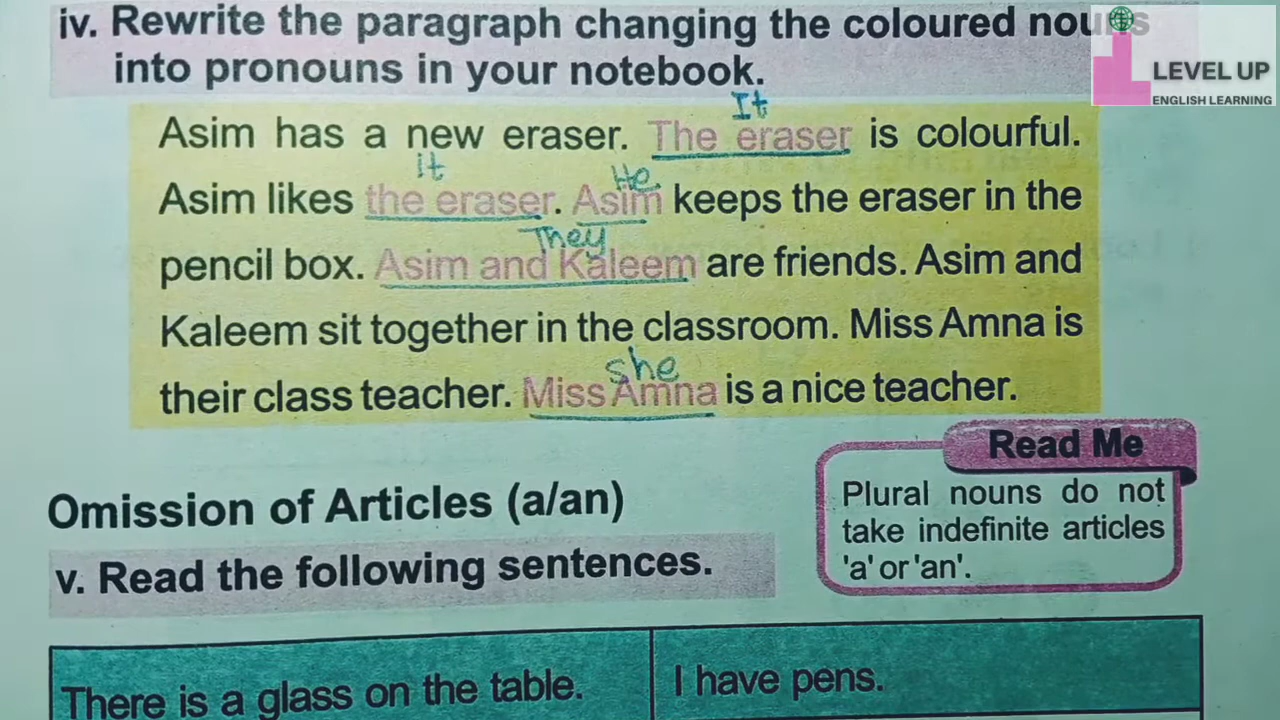 iv. Rewrite the paragraph changing the coloured nouns
into pronouns in your notebook.
LEVEL UP
ENGLISH LEARNING
It
Asim has a new eraser. The eraser is colourful.
it He
Asim likes the eraser. Asim keeps the eraser in the
They
pencil box. Asim and Kaleem are friends. Asim and
Kaleem sit together in the classroom. Miss Amna is
she
their class teacher. Miss Amna is a nice teacher.
Read Me
Plural nouns do not
take indefinite articles
'a' or 'an'.
Omission of Articles (a/an)
v. Read the following sentences.
There is a glass on the table.
I have pens.